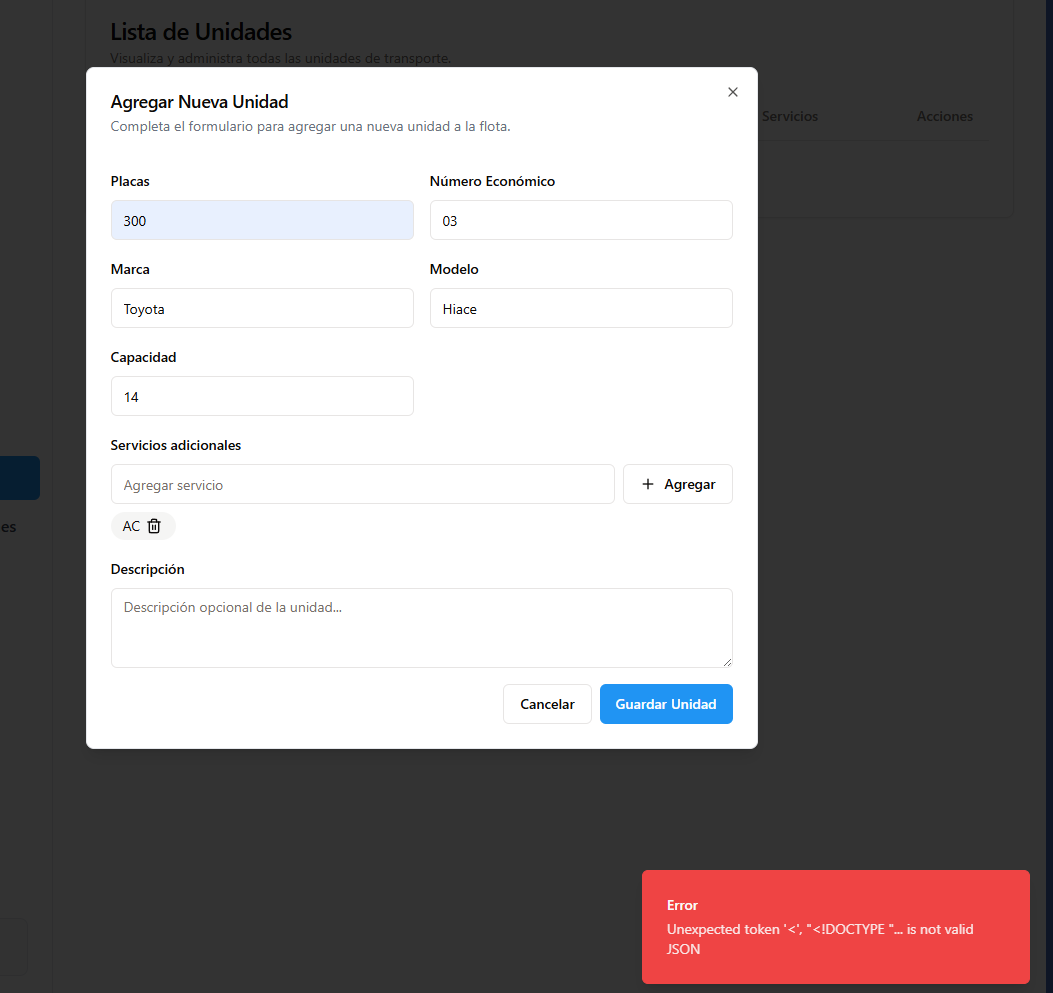 Lista de Unidades
Visualiza y administra todas las unidades de transporte.
Agregar Nueva Unidad
Completa el formulario para agregar una nueva unidad a la flota.
Servicios
Acciones
Placas
Número Económico
300
03
Marca
Modelo
Toyota
Hiace
Capacidad
14
Servicios adicionales
Agregar servicio
Agregar
es
AC
Descripción
Descripción opcional de la unidad...
Cancelar
Guardar Unidad
Error
Unexpected token '<', "<!DOCTYPE "... is not valid
JSON